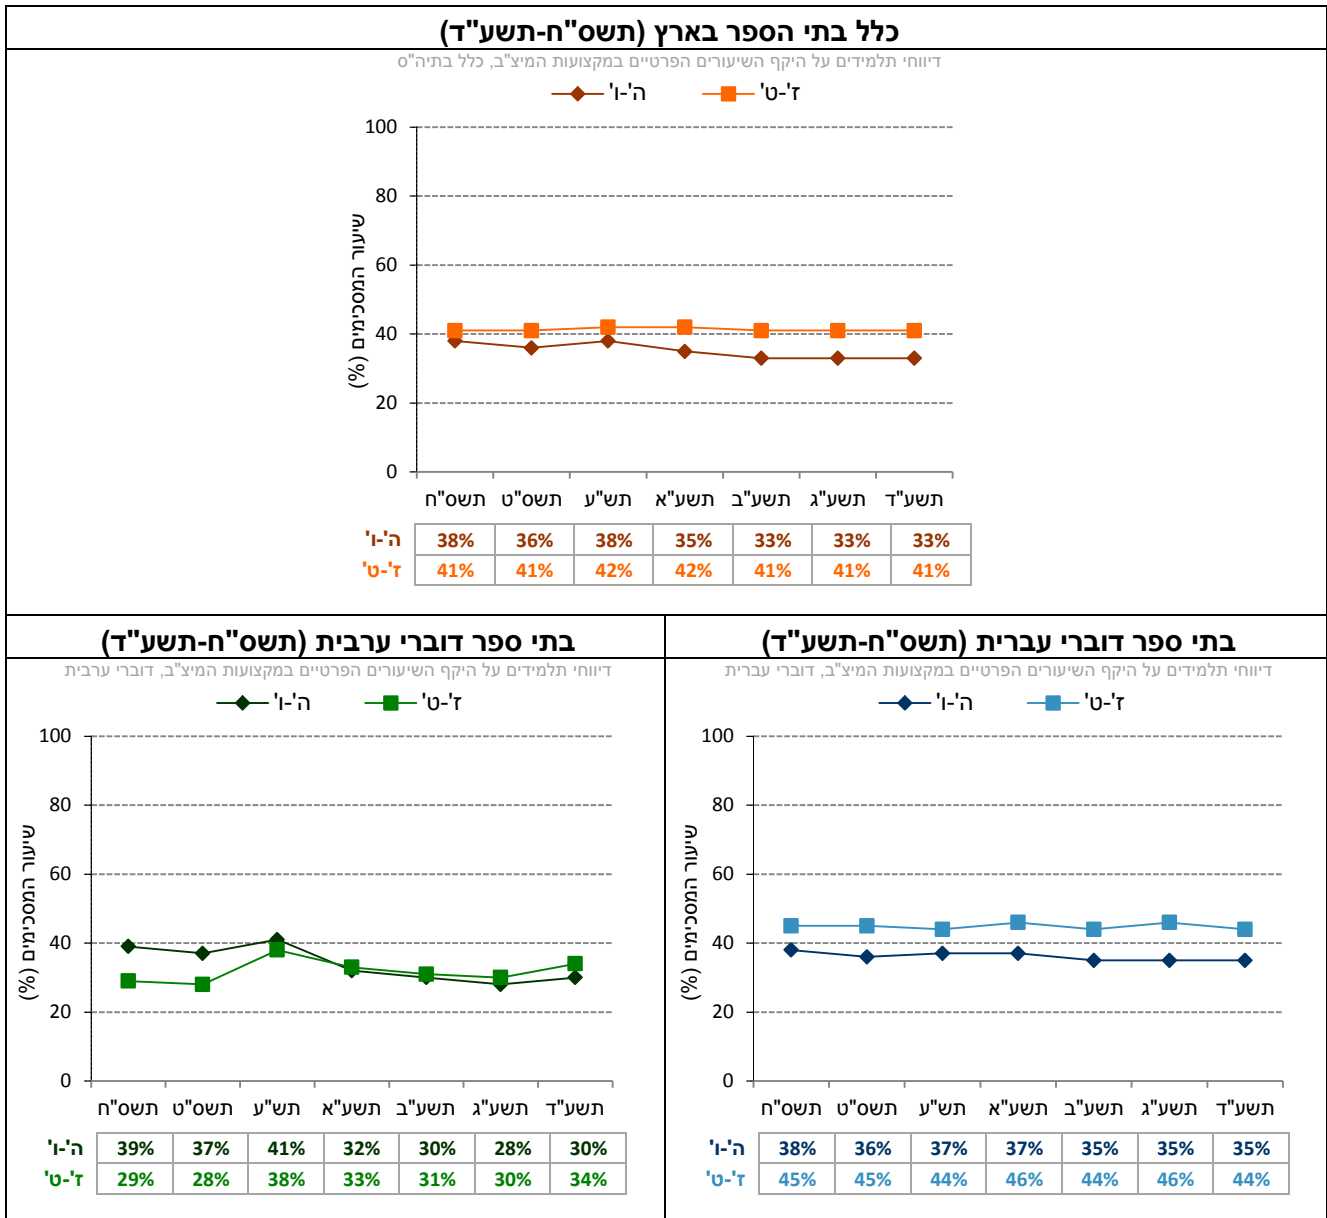 כלל בתי הספר בארץ (תשס"ח-תשע"ד)
דיווחי תלמידים על היקף השיעורים הפרטיים במקצועות המיצ"ב, כלל בתיה"ס
ה'-ו' ז'-ט'
שיעור המסכימים (%)
100
80
60
40
20
0
תשס"ח תשס"ט תש"ע תשע"א תשע"ב תשע"ג תשע"ד
ה'-ו' 38% 36% 38% 35% 33% 33% 33%
ז'-ט' 41% 41% 42% 42% 41% 41% 41%
בתי ספר דוברי עברית (תשס"ח-תשע"ד)
דיווחי תלמידים על היקף השיעורים הפרטיים במקצועות המיצ"ב, דוברי עברית
ה'-ו' ז'-ט'
שיעור המסכימים (%)
100
80
60
40
20
0
תשס"ח תשס"ט תש"ע תשע"א תשע"ב תשע"ג תשע"ד
ה'-ו' 38% 36% 37% 37% 35% 35% 35%
ז'-ט' 45% 45% 44% 46% 44% 46% 44%
בתי ספר דוברי ערבית (תשס"ח-תשע"ד)
דיווחי תלמידים על היקף השיעורים הפרטיים במקצועות המיצ"ב, דוברי ערבית
ה'-ו' ז'-ט'
שיעור המסכימים (%)
100
80
60
40
20
0
תשס"ח תשס"ט תש"ע תשע"א תשע"ב תשע"ג תשע"ד
ה'-ו' 39% 37% 41% 32% 30% 28% 30%
ז'-ט' 29% 28% 38% 33% 31% 30% 34%